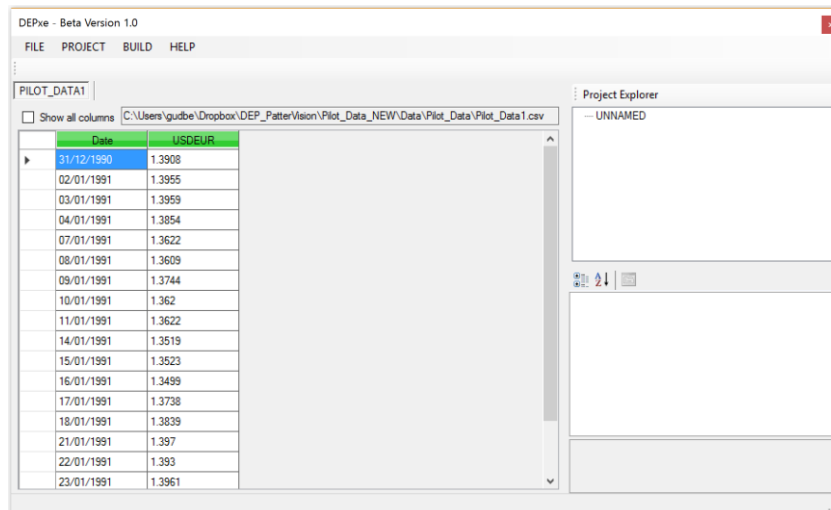 DEPxe - Beta Version 1.0
FILE PROJECT BUILD HELP
PILOT_DATA1
Show all columns C:\Users\gudbe\Dropbox\DEP_PatterVision\Pilot_Data_NEW\Data\Pilot_Data\Pilot_Data1.csv
Date USDEUR
31/12/1990 1.3908
02/01/1991 1.3955
03/01/1991 1.3959
04/01/1991 1.3854
07/01/1991 1.3622
08/01/1991 1.3609
09/01/1991 1.3744
10/01/1991 1.362
11/01/1991 1.3622
14/01/1991 1.3519
15/01/1991 1.3523
16/01/1991 1.3499
17/01/1991 1.3738
18/01/1991 1.3839
21/01/1991 1.397
22/01/1991 1.393
23/01/1991 1.3961
Project Explorer
UNNAMED